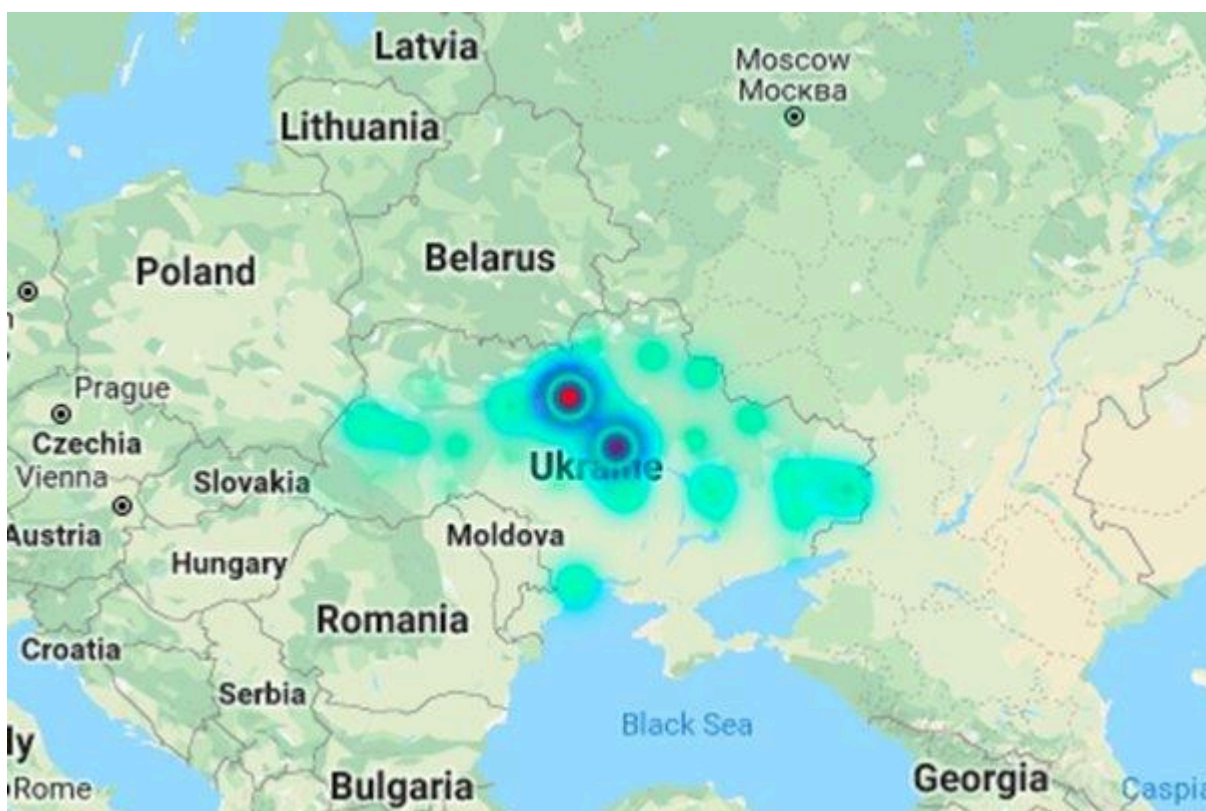 Latvia
Moscow
Москва
Lithuania
Belarus
Poland
Prague
Czechia
Vienna
Slovakia
Ukraine
Austria
Moldova
Hungary
Romania
Croatia
Serbia
Black Sea
Rome
Bulgaria
Georgia